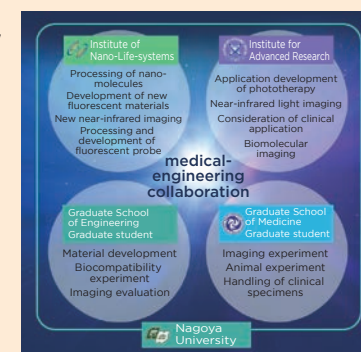 Institute of
Nano-Life-systems
Processing of nano-
molecules
Development of new
fluorescent materials
New near-infrared imaging
Processing and
development of
fluorescent probe
Institute for
Advanced Research
Application development
of phototherapy
Near-infrared light imaging
Consideration of clinical
application
Biomolecular
imaging
medical-
engineering
collaboration
Graduate School
of Engineering
Graduate student
Material development
Biocompatibility
experiment
Imaging evaluation
Graduate School
of Medicine
Graduate student
Imaging experiment
Animal experiment
Handling of clinical
specimens
Nagoya
University